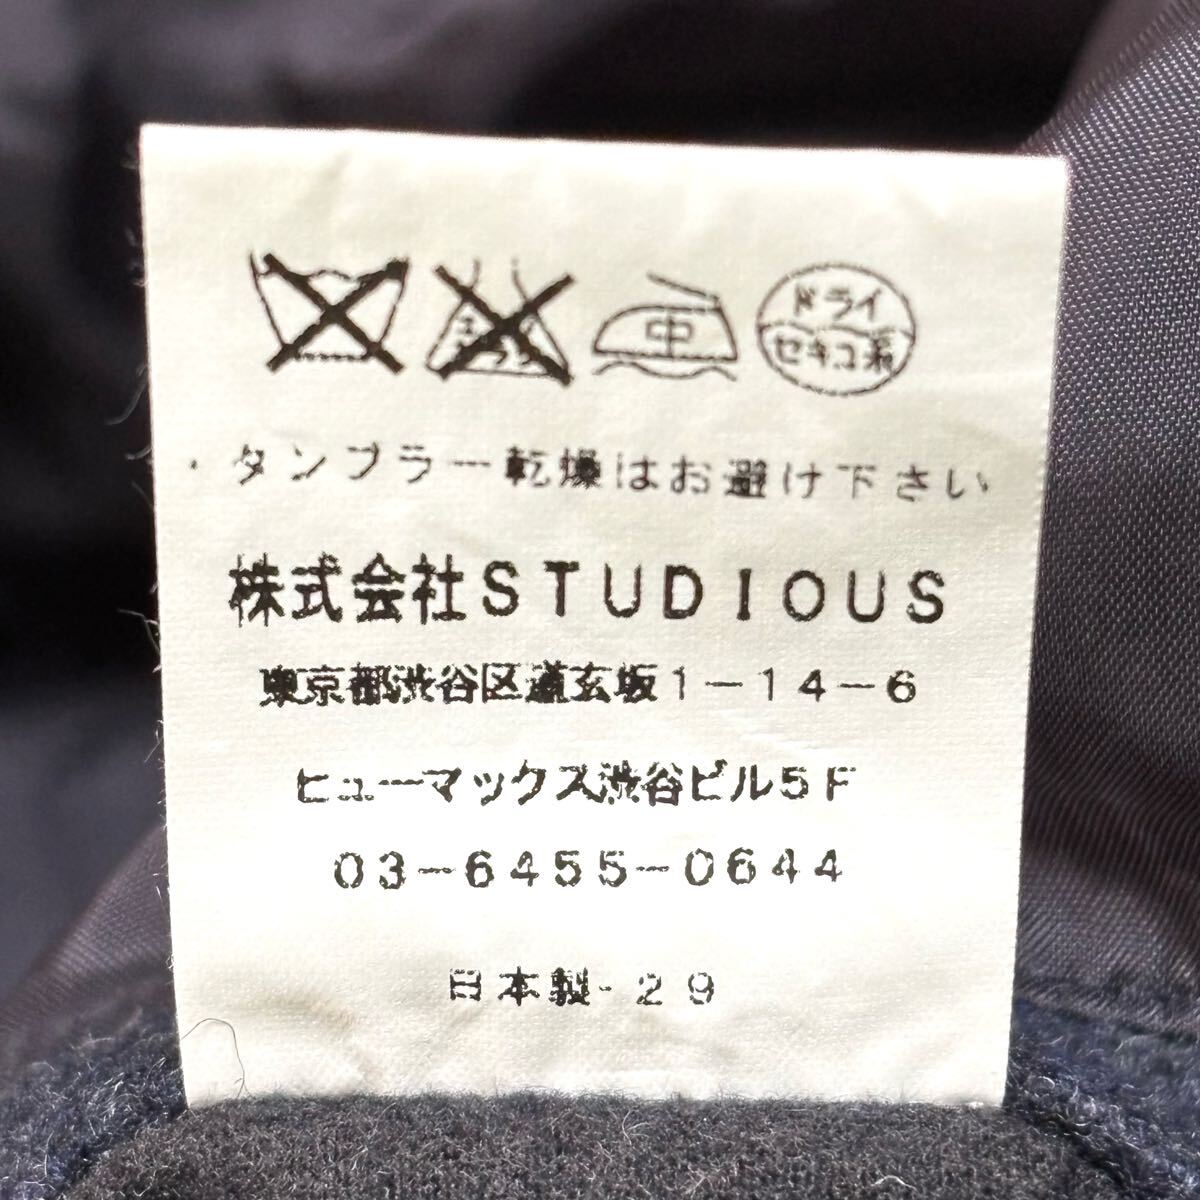 中 ドライ
セキユ系
・タンブラー乾燥はお避け下さい
株式会社STUDIOUS
東京都渋谷区道玄坂1-14-6
ヒューマックス渋谷ビル5F
03-6455-0644
日本製-29